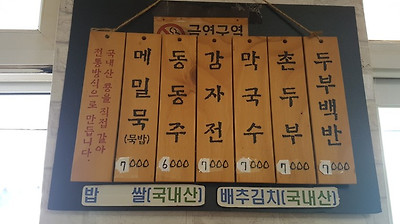 금연구역
국내산 콩을 직접 갈아
전통방식으로 만듭니다.
메밀묵(묵밥)
7000
동동주
6000
감자전
7000
막국수
7000
촌두부
7000
두부백반
7000
밥 쌀(국내산)
배추김치(국내산)